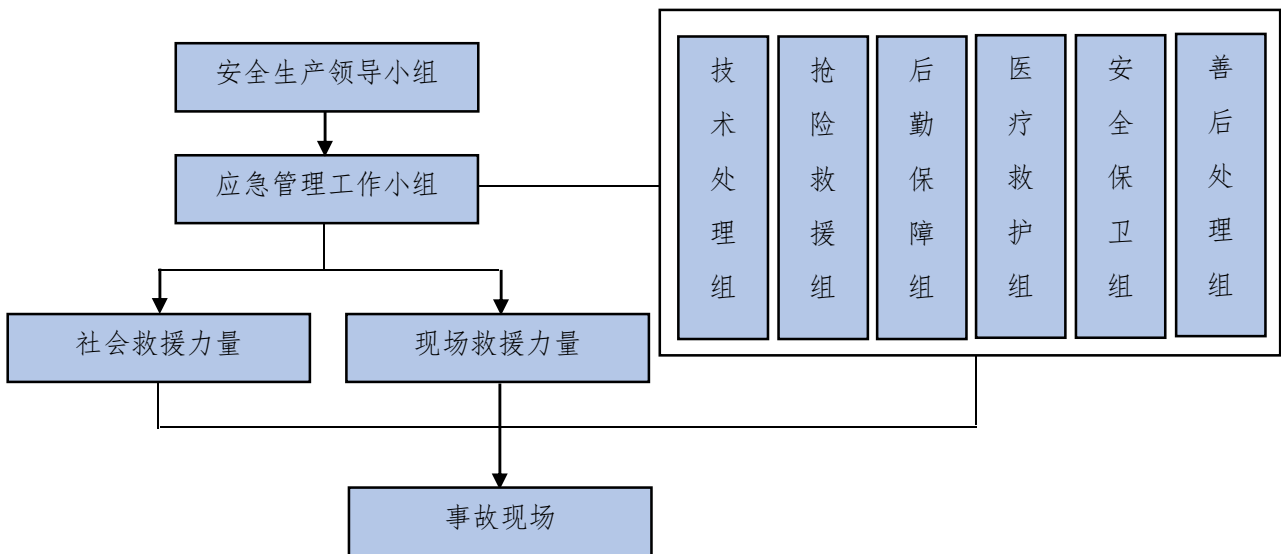 安全生产领导小组
应急管理工作小组
社会救援力量
现场救援力量
事故现场
技术处理组
抢险救援组
后勤保障组
医疗救护组
安全保卫组
善后处理组